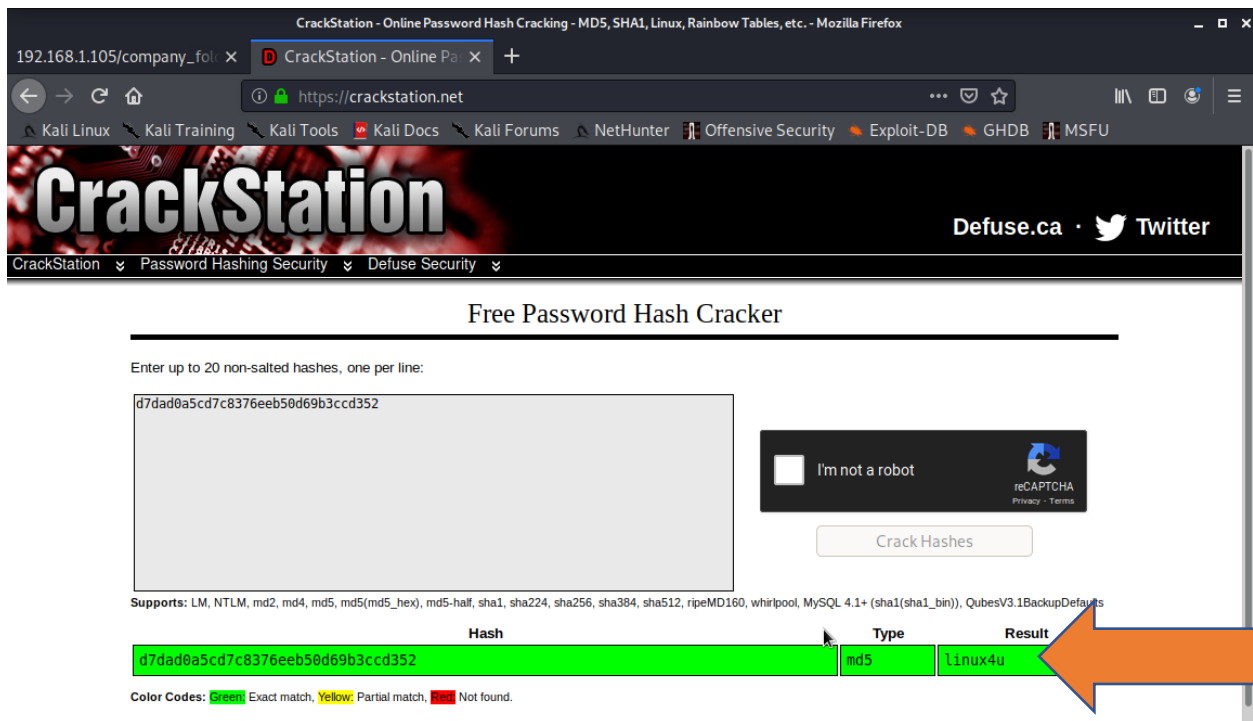 CrackStation - Online Password Hash Cracking - MD5, SHA1, Linux, Rainbow Tables, etc. - Mozilla Firefox
192.168.1.105/company_fol
CrackStation - Online Pa
https://crackstation.net
Kali Linux Kali Training Kali Tools Kali Docs Kali Forums NetHunter Offensive Security Exploit-DB GHDB MSFU
CrackStation
Defuse.ca · Twitter
CrackStation Password Hashing Security Defuse Security
Free Password Hash Cracker
Enter up to 20 non-salted hashes, one per line:
d7dad0a5cd7c8376eeb50d69b3ccd352
I'm not a robot
reCAPTCHA
Privacy - Terms
Crack Hashes
Supports: LM, NTLM, md2, md4, md5, md5(md5_hex), md5-half, sha1, sha224, sha256, sha384, sha512, ripeMD160, whirlpool, MySQL 4.1+ (sha1(sha1_bin)), QubesV3.1BackupDefaults
Hash Type Result
d7dad0a5cd7c8376eeb50d69b3ccd352 md5 linux4u
Color Codes: Green: Exact match, Yellow: Partial match, Red: Not found.